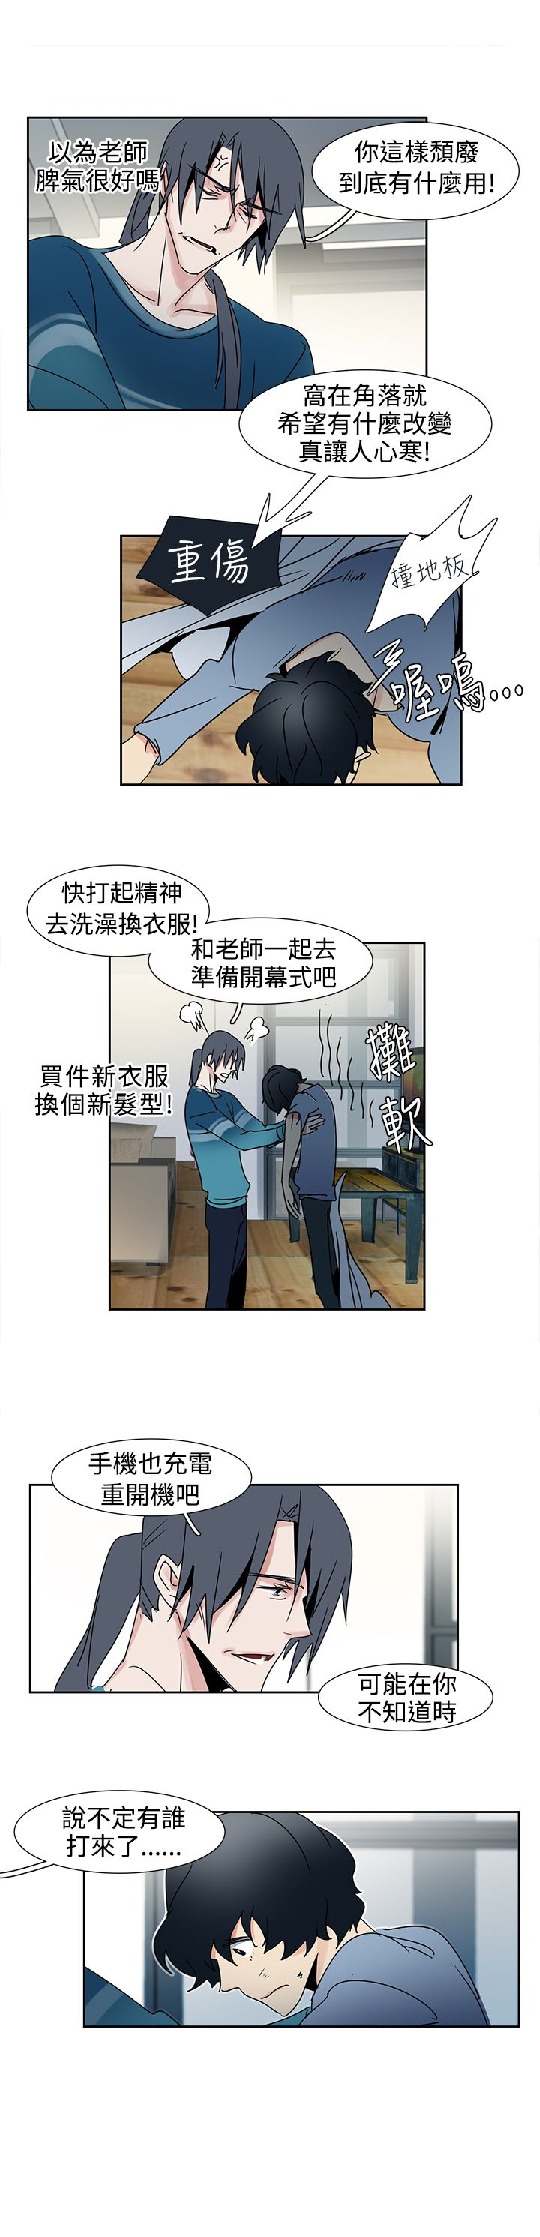 以為老師
脾氣很好嗎
你這樣頹廢
到底有什麼用!
窩在角落就
希望有什麼改變
真讓人心寒!
重傷
撞地板
喔嗚...
快打起精神
去洗澡換衣服!
和老師一起去
準備開幕式吧
買件新衣服
換個新髮型!
攤軟
手機也充電
重開機吧
可能在你
不知道時
說不定有誰
打來了......